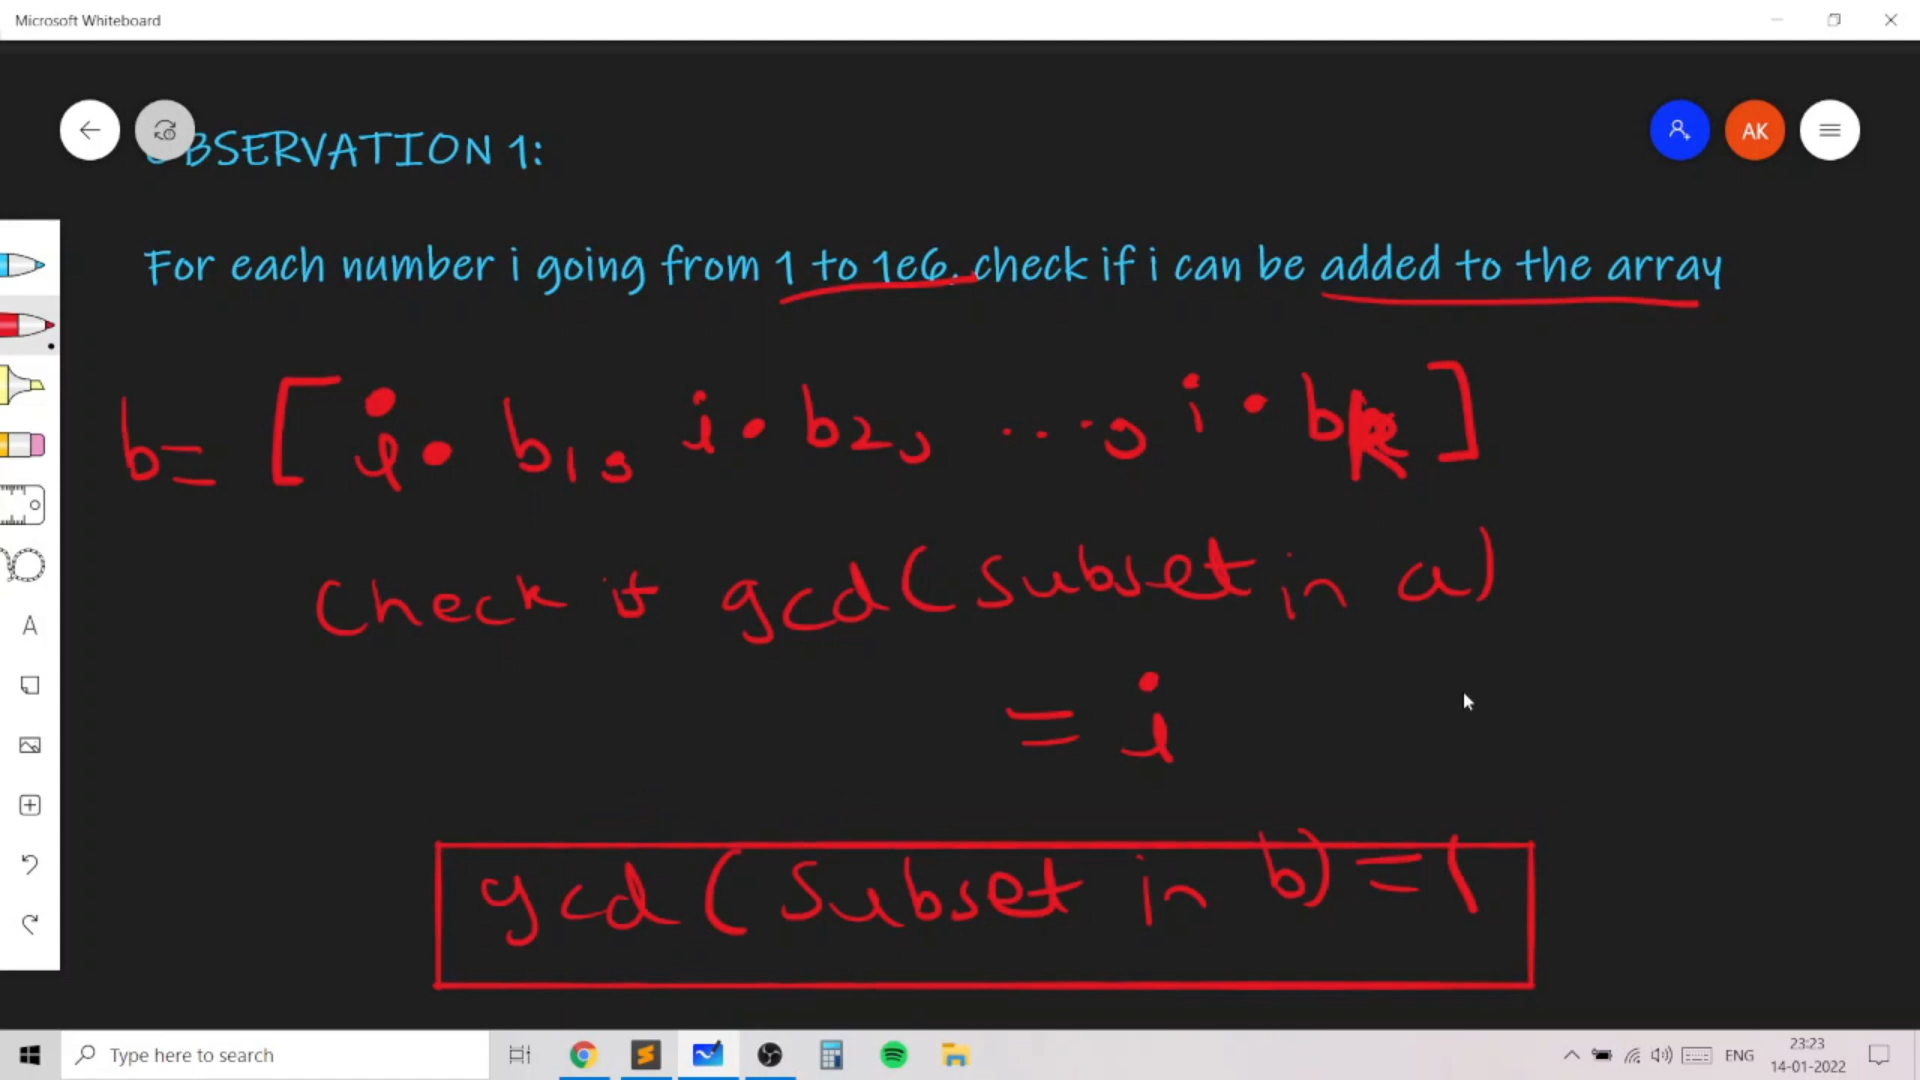 Microsoft Whiteboard
OBSERVATION 1:
AK
For each number i going from 1 to 1e6, check if i can be added to the array
b = [ i • b1, i • b2, ..., i • bk ]
Check if gcd(subset in a)
= i
gcd(subset in b) = 1
A
Type here to search
ENG
23:23
14-01-2022